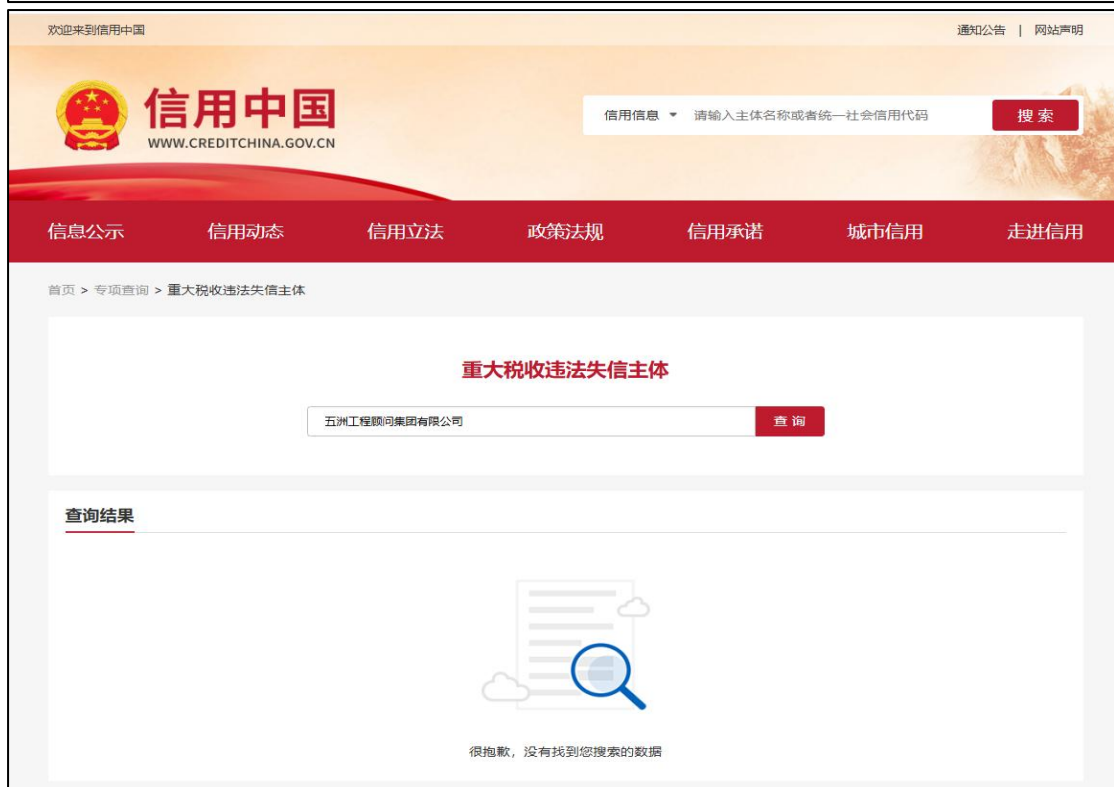 欢迎来到信用中国 通知公告 | 网站声明
信用中国
WWW.CREDITCHINA.GOV.CN
信用信息 请输入主体名称或者统一社会信用代码 搜索
信息公示 信用动态 信用立法 政策法规 信用承诺 城市信用 走进信用
首页 > 专项查询 > 重大税收违法失信主体
重大税收违法失信主体
五洲工程顾问集团有限公司 查询
查询结果
很抱歉，没有找到您搜索的数据